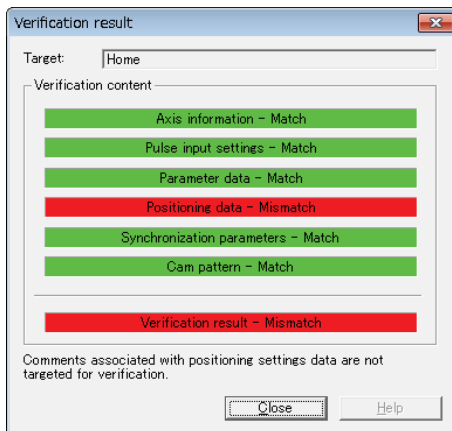 Verification result
Target: Home
Verification content
Axis information - Match
Pulse input settings - Match
Parameter data - Match
Positioning data - Mismatch
Synchronization parameters - Match
Cam pattern - Match
Verification result - Mismatch
Comments associated with positioning settings data are not
targeted for verification.
Close Help